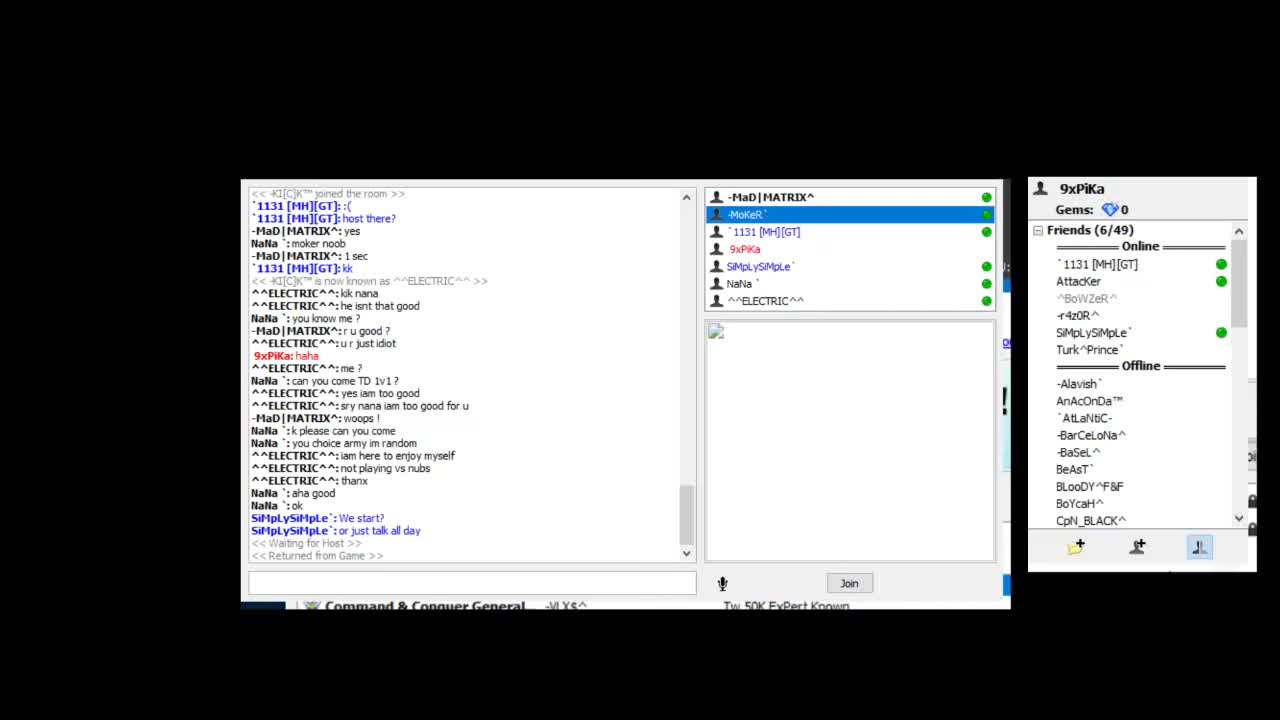 << -KI[C]K™ joined the room >>
`1131 [MH][GT]: :(
`1131 [MH][GT]: host there?
-MaD|MATRIX^: yes
NaNa `: moker noob
-MaD|MATRIX^: 1 sec
`1131 [MH][GT]: kk
<< -KI[C]K™ is now known as ^^ELECTRIC^^ >>
^^ELECTRIC^^: kik nana
^^ELECTRIC^^: he isnt that good
NaNa `: you know me ?
-MaD|MATRIX^: r u good ?
^^ELECTRIC^^: u r just idiot
9xPiKa: haha
^^ELECTRIC^^: me ?
NaNa `: can you come TD 1v1 ?
^^ELECTRIC^^: yes iam too good
^^ELECTRIC^^: sry nana iam too good for u
-MaD|MATRIX^: woops !
NaNa `: k please can you come
NaNa `: you choice army im random
^^ELECTRIC^^: iam here to enjoy myself
^^ELECTRIC^^: not playing vs nubs
^^ELECTRIC^^: thanx
NaNa `: aha good
NaNa `: ok
SiMpLySiMpLe`: We start?
SiMpLySiMpLe`: or just talk all day
<< Waiting for Host >>
<< Returned from Game >>
-MaD|MATRIX^
-MoKeR`
`1131 [MH][GT]
9xPiKa
SiMpLySiMpLe`
NaNa `
^^ELECTRIC^^
Join
Command & Conquer General... -VLX$^ Tw. 50K ExPert Known
9xPiKa
Gems: 0
Friends (6/49)
Online
`1131 [MH][GT]
AttacKer
^BoWZeR^
-r4z0R^
SiMpLySiMpLe`
Turk^Prince`
Offline
-Alavish`
AnAcOnDa™
`AtLaNtiC-
-BarCeLoNa^
-BaSeL^
BeAsT`
BLooDY^F&F
BoYcaH^
CpN_BLACK^